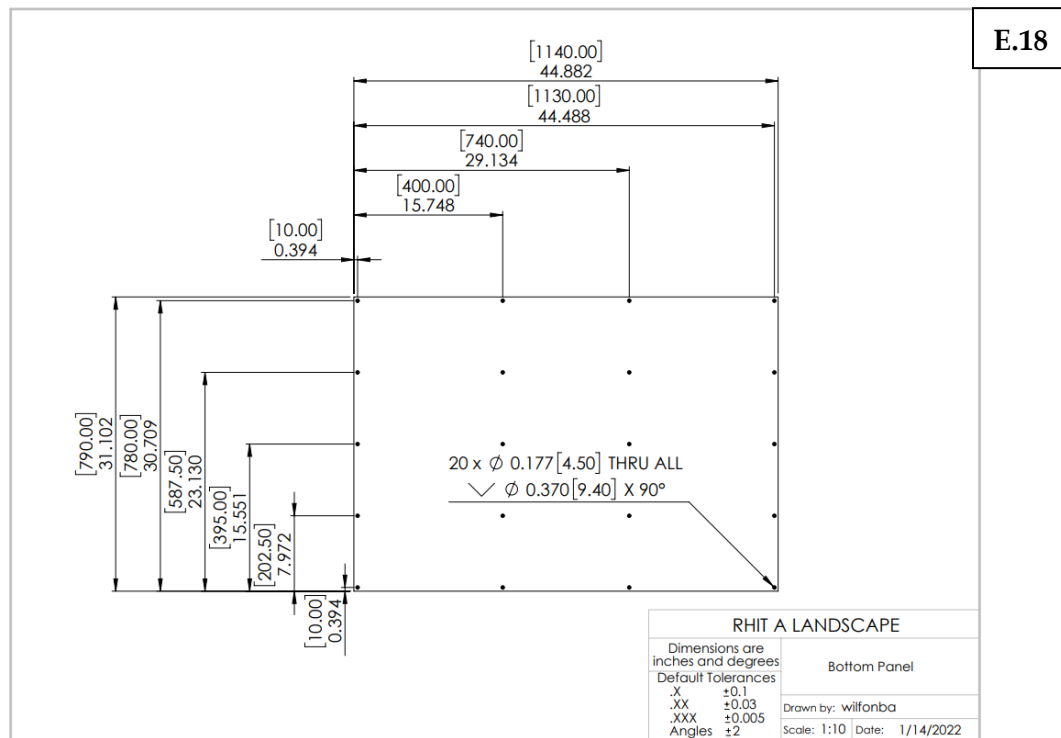 E.18
[1140.00]
44.882
[1130.00]
44.488
[740.00]
29.134
[400.00]
15.748
[10.00]
0.394
[790.00]
31.102
[780.00]
30.709
[587.50]
23.130
[395.00]
15.551
[202.50]
7.972
[10.00]
0.394
20 x Ø 0.177[4.50] THRU ALL
⌵ Ø 0.370[9.40] X 90°
RHIT A LANDSCAPE
Dimensions are
inches and degrees
Default Tolerances
.X ±0.1
.XX ±0.03
.XXX ±0.005
Angles ±2
Bottom Panel
Drawn by: wilfonba
Scale: 1:10 Date: 1/14/2022